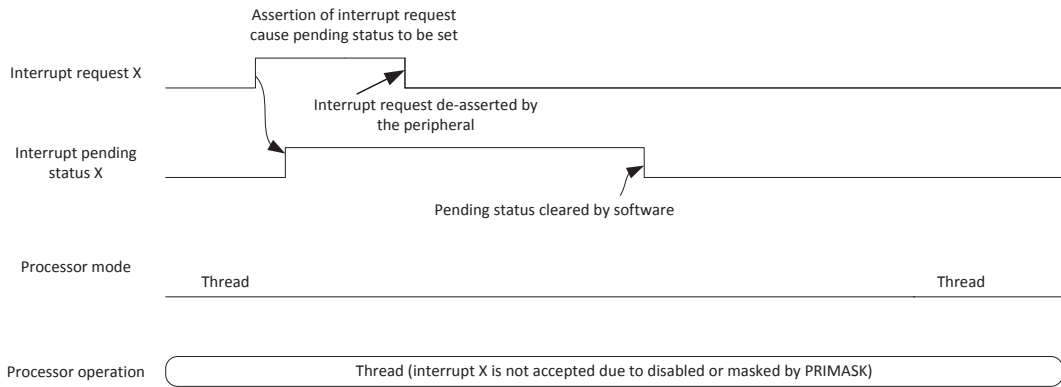 Assertion of interrupt request
cause pending status to be set
Interrupt request X
Interrupt request de-asserted by
the peripheral
Interrupt pending
status X
Pending status cleared by software
Processor mode
Thread
Thread
Processor operation
Thread (interrupt X is not accepted due to disabled or masked by PRIMASK)